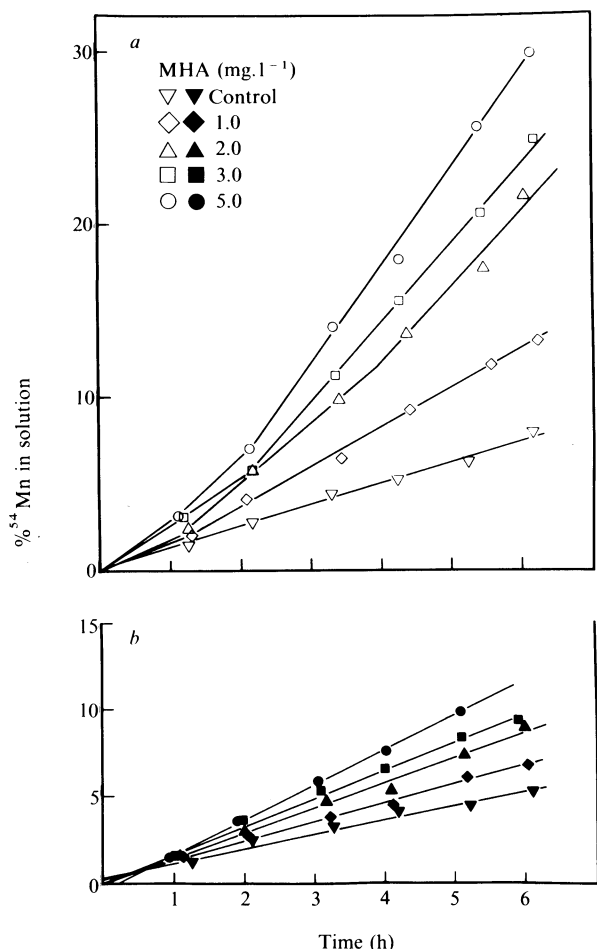 a
30
20
10
0
MHA (mg.l⁻¹)
▽▼Control
◇◆ 1.0
△▲ 2.0
□■ 3.0
○● 5.0
%⁵⁴Mn in solution
b
15
10
5
0
1 2 3 4 5 6
Time (h)